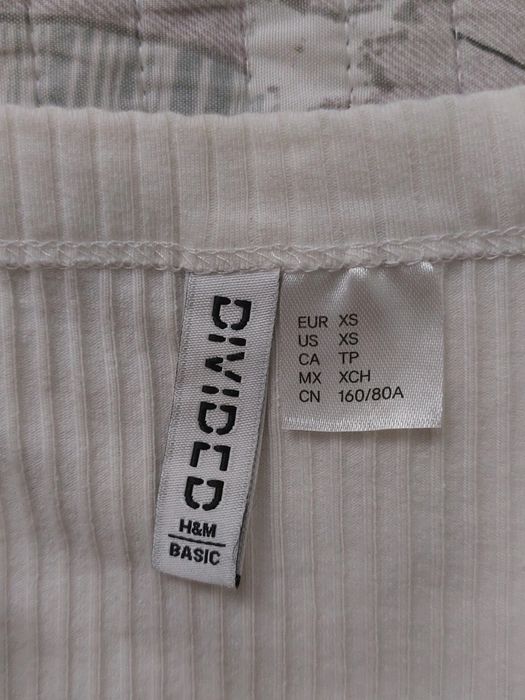 DIVIDED
H&M
BASIC
EUR XS
US XS
CA TP
MX XCH
CN 160/80A